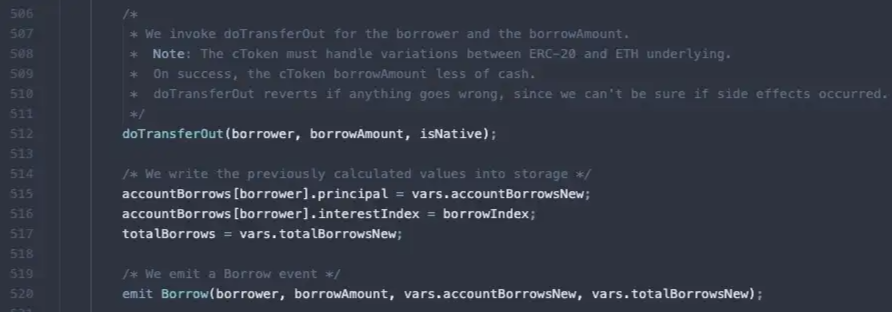 506 /*
507 * We invoke doTransferOut for the borrower and the borrowAmount.
508 *  Note: The cToken must handle variations between ERC-20 and ETH underlying.
509 *  On success, the cToken borrowAmount less of cash.
510 *  doTransferOut reverts if anything goes wrong, since we can't be sure if side effects occurred.
511 */
512 doTransferOut(borrower, borrowAmount, isNative);
513
514 /* We write the previously calculated values into storage */
515 accountBorrows[borrower].principal = vars.accountBorrowsNew;
516 accountBorrows[borrower].interestIndex = borrowIndex;
517 totalBorrows = vars.totalBorrowsNew;
518
519 /* We emit a Borrow event */
520 emit Borrow(borrower, borrowAmount, vars.accountBorrowsNew, vars.totalBorrowsNew);